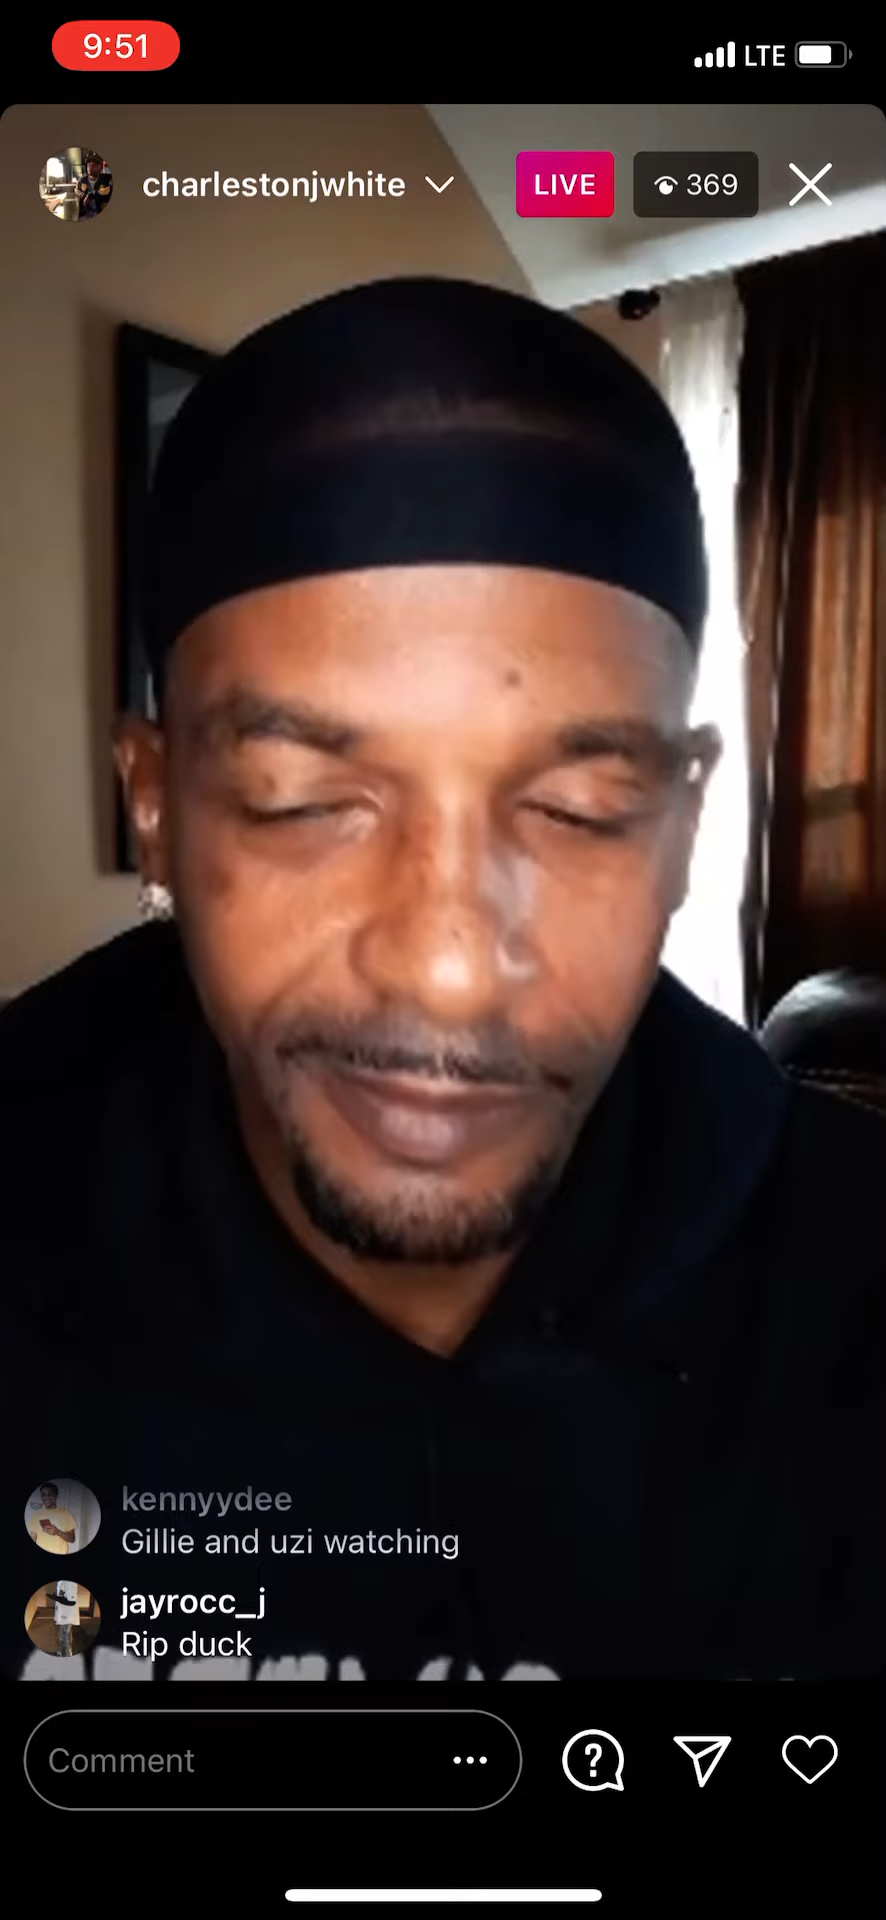 9:51
LTE
charlestonjwhite
LIVE
369
kennyydee
Gillie and uzi watching
jayrocc_j
Rip duck
Comment